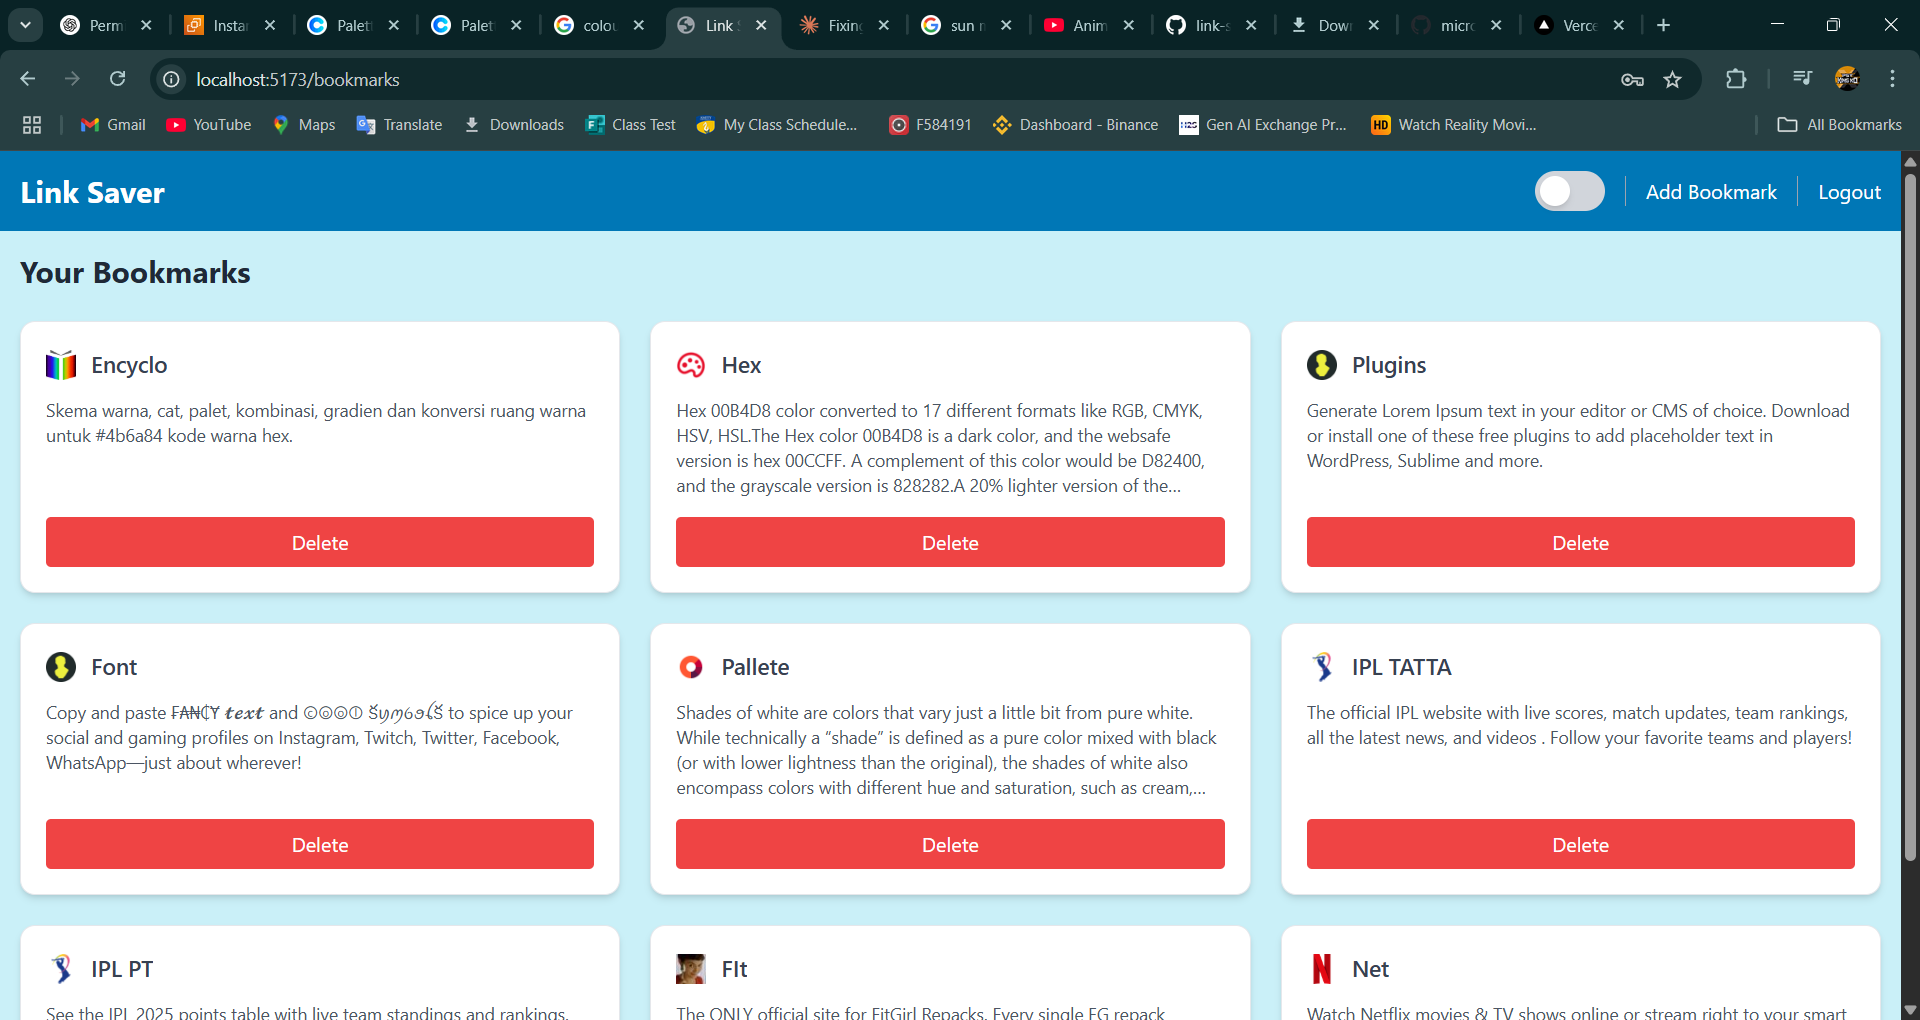 Perm
Instan
Palett
Palett
colou
Link S
Fixing
sun m
Anim
link-s
Down
micro
Verce
localhost:5173/bookmarks
Gmail
YouTube
Maps
Translate
Downloads
Class Test
My Class Schedule...
F584191
Dashboard - Binance
Gen AI Exchange Pr...
HD Watch Reality Movi...
All Bookmarks
Link Saver
Add Bookmark
Logout
Your Bookmarks
Encyclo
Skema warna, cat, palet, kombinasi, gradien dan konversi ruang warna
untuk #4b6a84 kode warna hex.
Delete
Hex
Hex 00B4D8 color converted to 17 different formats like RGB, CMYK,
HSV, HSL.The Hex color 00B4D8 is a dark color, and the websafe
version is hex 00CCFF. A complement of this color would be D82400,
and the grayscale version is 828282.A 20% lighter version of the...
Delete
Plugins
Generate Lorem Ipsum text in your editor or CMS of choice. Download
or install one of these free plugins to add placeholder text in
WordPress, Sublime and more.
Delete
Font
Copy and paste ₣₳₦₵Ɏ 𝓽𝓮𝔁𝓽 and ⓒⓞⓞⓛ to spice up your
social and gaming profiles on Instagram, Twitch, Twitter, Facebook,
WhatsApp—just about wherever!
Delete
Pallete
Shades of white are colors that vary just a little bit from pure white.
While technically a “shade” is defined as a pure color mixed with black
(or with lower lightness than the original), the shades of white also
encompass colors with different hue and saturation, such as cream,...
Delete
IPL TATTA
The official IPL website with live scores, match updates, team rankings,
all the latest news, and videos . Follow your favorite teams and players!
Delete
IPL PT
See the IPL 2025 points table with live team standings and rankings.
FIt
The ONLY official site for FitGirl Repacks. Every single FG repack
Net
Watch Netflix movies & TV shows online or stream right to your smart